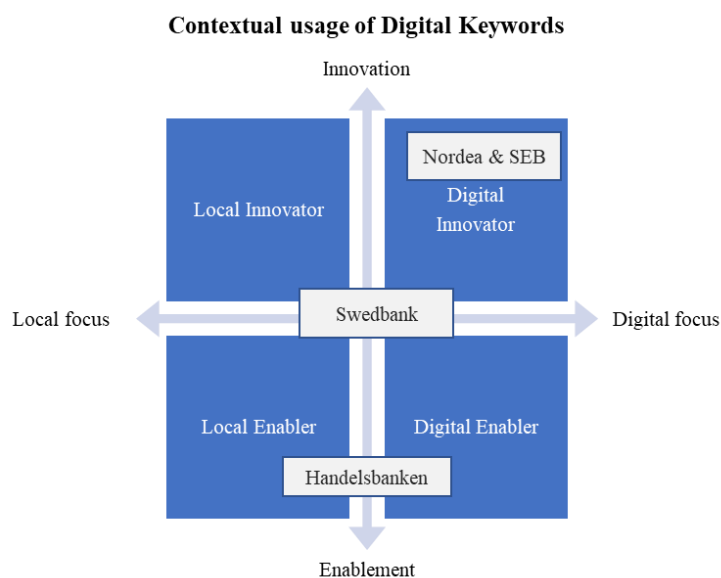 Contextual usage of Digital Keywords
Innovation
Nordea & SEB
Local Innovator
Digital
Innovator
Local focus
Swedbank
Digital focus
Local Enabler
Digital Enabler
Handelsbanken
Enablement